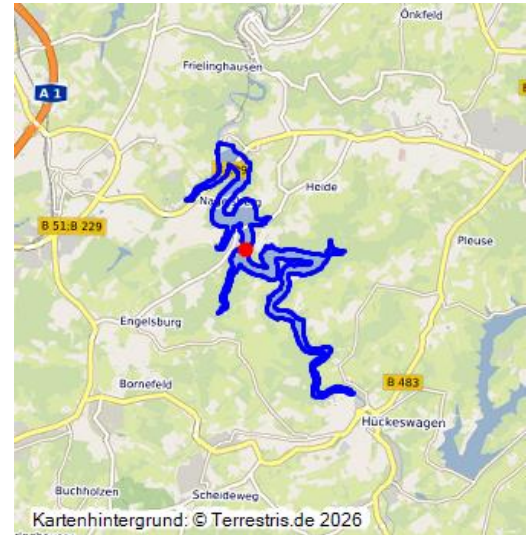 Önkfeld
Frielinghausen
A 1
Heide
B 51;B 229
Pleuse
Engelsburg
B 483
Bornefeld
Hückeswagen
Buchholzen
Scheideweg
Kartenhintergrund: © Terrestris.de 2026